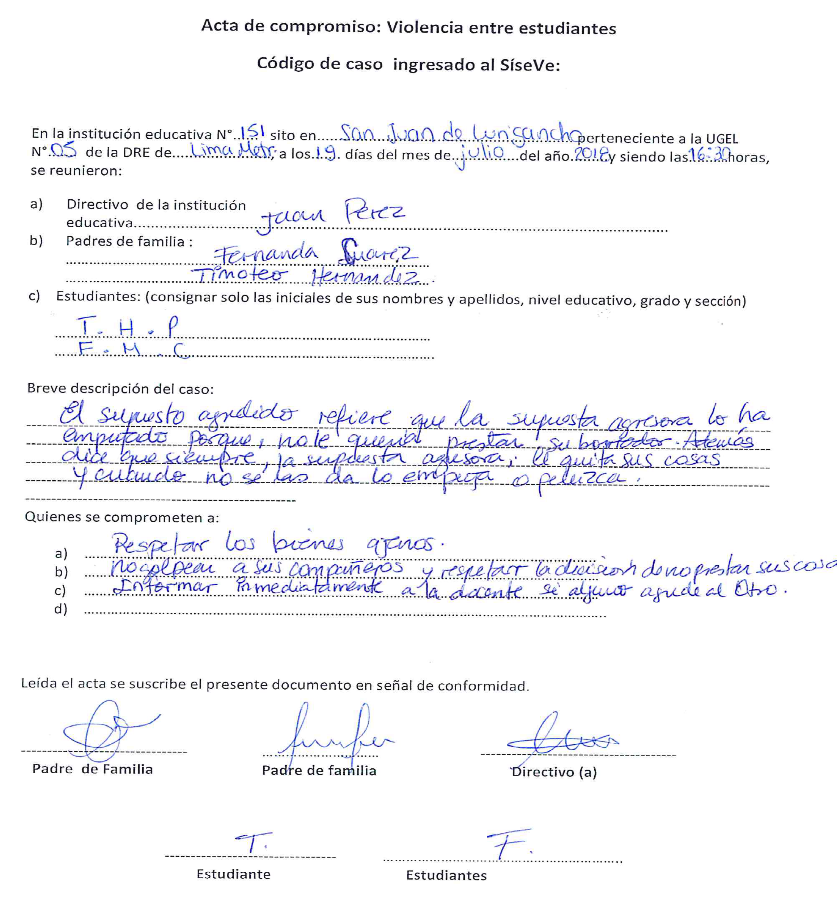 Acta de compromiso: Violencia entre estudiantes
Código de caso ingresado al SíseVe:
En la institución educativa N° 151 sito en San Juan de Lurigancho perteneciente a la UGEL
N° 05 de la DRE de Lima Metr, a los 19 días del mes de julio del año 2018 y siendo las 16:30 horas,
se reunieron:
a) Directivo de la institución
educativa Juan Perez
b) Padres de familia :
Fernanda Suarez
Timoteo Hernandez.
c) Estudiantes: (consignar solo las iniciales de sus nombres y apellidos, nivel educativo, grado y sección)
T. H. P
F. M. C
Breve descripción del caso:
El supuesto agredido refiere que la supuesta agresora lo ha
empujado porque, no le quería prestar su borrador. Además
dice que siempre, la supuesta agresora, le quita sus cosas
y cuando no se las da lo empuja o pellizca.
Quienes se comprometen a:
a) Respetar los bienes ajenos.
b) No golpear a sus compañeros y respetar la decisión de no prestar sus cosa
c) Informar inmediatamente a la docente si alguno agrede al otro.
d)
Leída el acta se suscribe el presente documento en señal de conformidad.
Padre de Familia Padre de familia Directivo (a)
T. F.
Estudiante Estudiantes